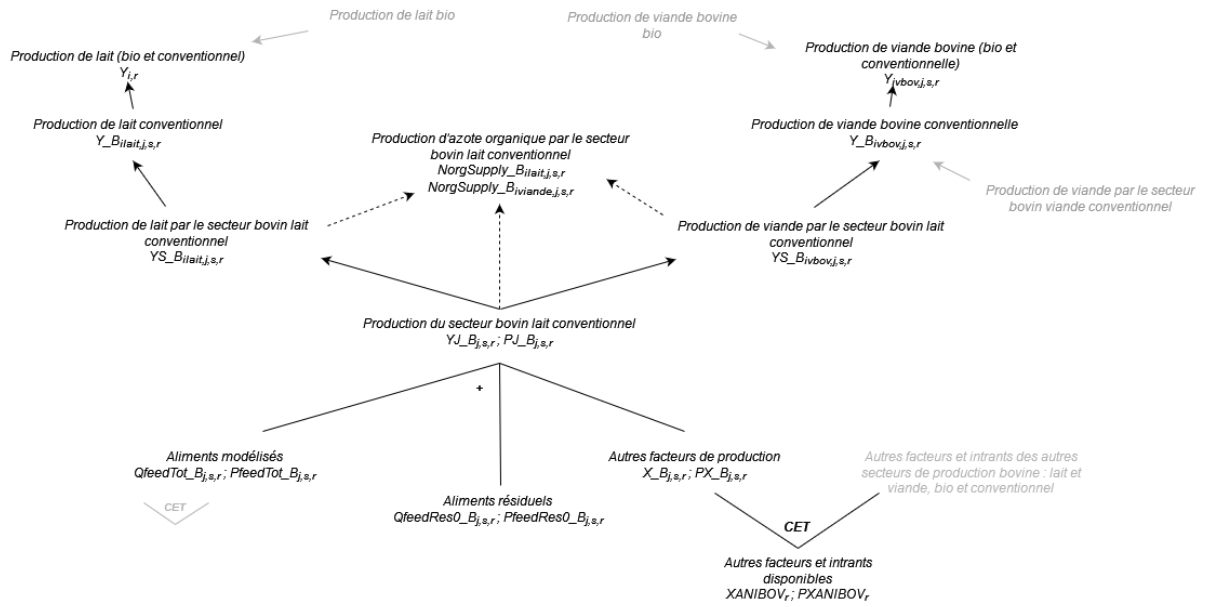 Production de lait bio
Production de viande bovine
bio
Production de lait (bio et conventionnel)
Y_{i,r}
Production de viande bovine (bio et
conventionnelle)
Y_{ivbov,j,s,r}
Production de lait conventionnel
Y_B_{ilait,j,s,r}
Production d'azote organique par le secteur
bovin lait conventionnel
NorgSupply_B_{ilait,j,s,r}
NorgSupply_B_{iviande,j,s,r}
Production de viande bovine conventionnelle
Y_B_{ivbov,j,s,r}
Production de viande par le secteur
bovin viande conventionnel
Production de lait par le secteur bovin lait
conventionnel
YS_B_{ilait,j,s,r}
Production de viande par le secteur bovin lait
conventionnel
YS_B_{ivbov,j,s,r}
Production du secteur bovin lait conventionnel
YJ_B_{j,s,r} ; PJ_B_{j,s,r}
+
Aliments modélisés
QfeedTot_B_{j,s,r} ; PfeedTot_B_{j,s,r}
CET
Aliments résiduels
QfeedRes0_B_{j,s,r} ; PfeedRes0_B_{j,s,r}
Autres facteurs de production
X_B_{j,s,r} ; PX_B_{j,s,r}
Autres facteurs et intrants des autres
secteurs de production bovine : lait et
viande, bio et conventionnel
CET
Autres facteurs et intrants
disponibles
XANIBOV_r ; PXANIBOV_r